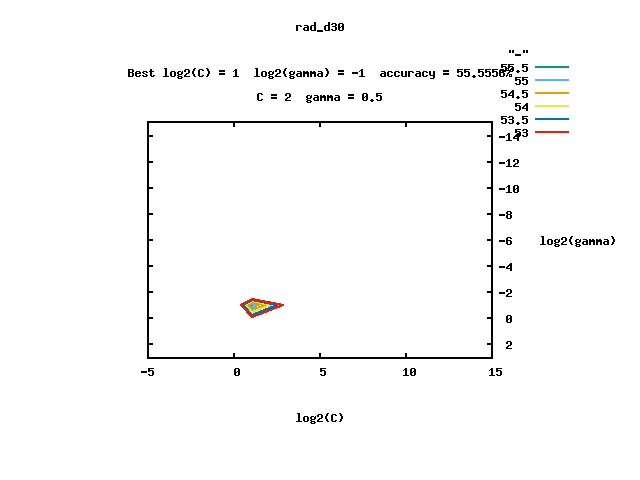 rad_d30
"-"
Best log2(C) = 1 log2(gamma) = -1 accuracy = 55.5556%
C = 2 gamma = 0.5
55.5
55
54.5
54
53.5
53
-14
-12
-10
-8
-6
-4
-2
0
2
log2(gamma)
-5 0 5 10 15
log2(C)